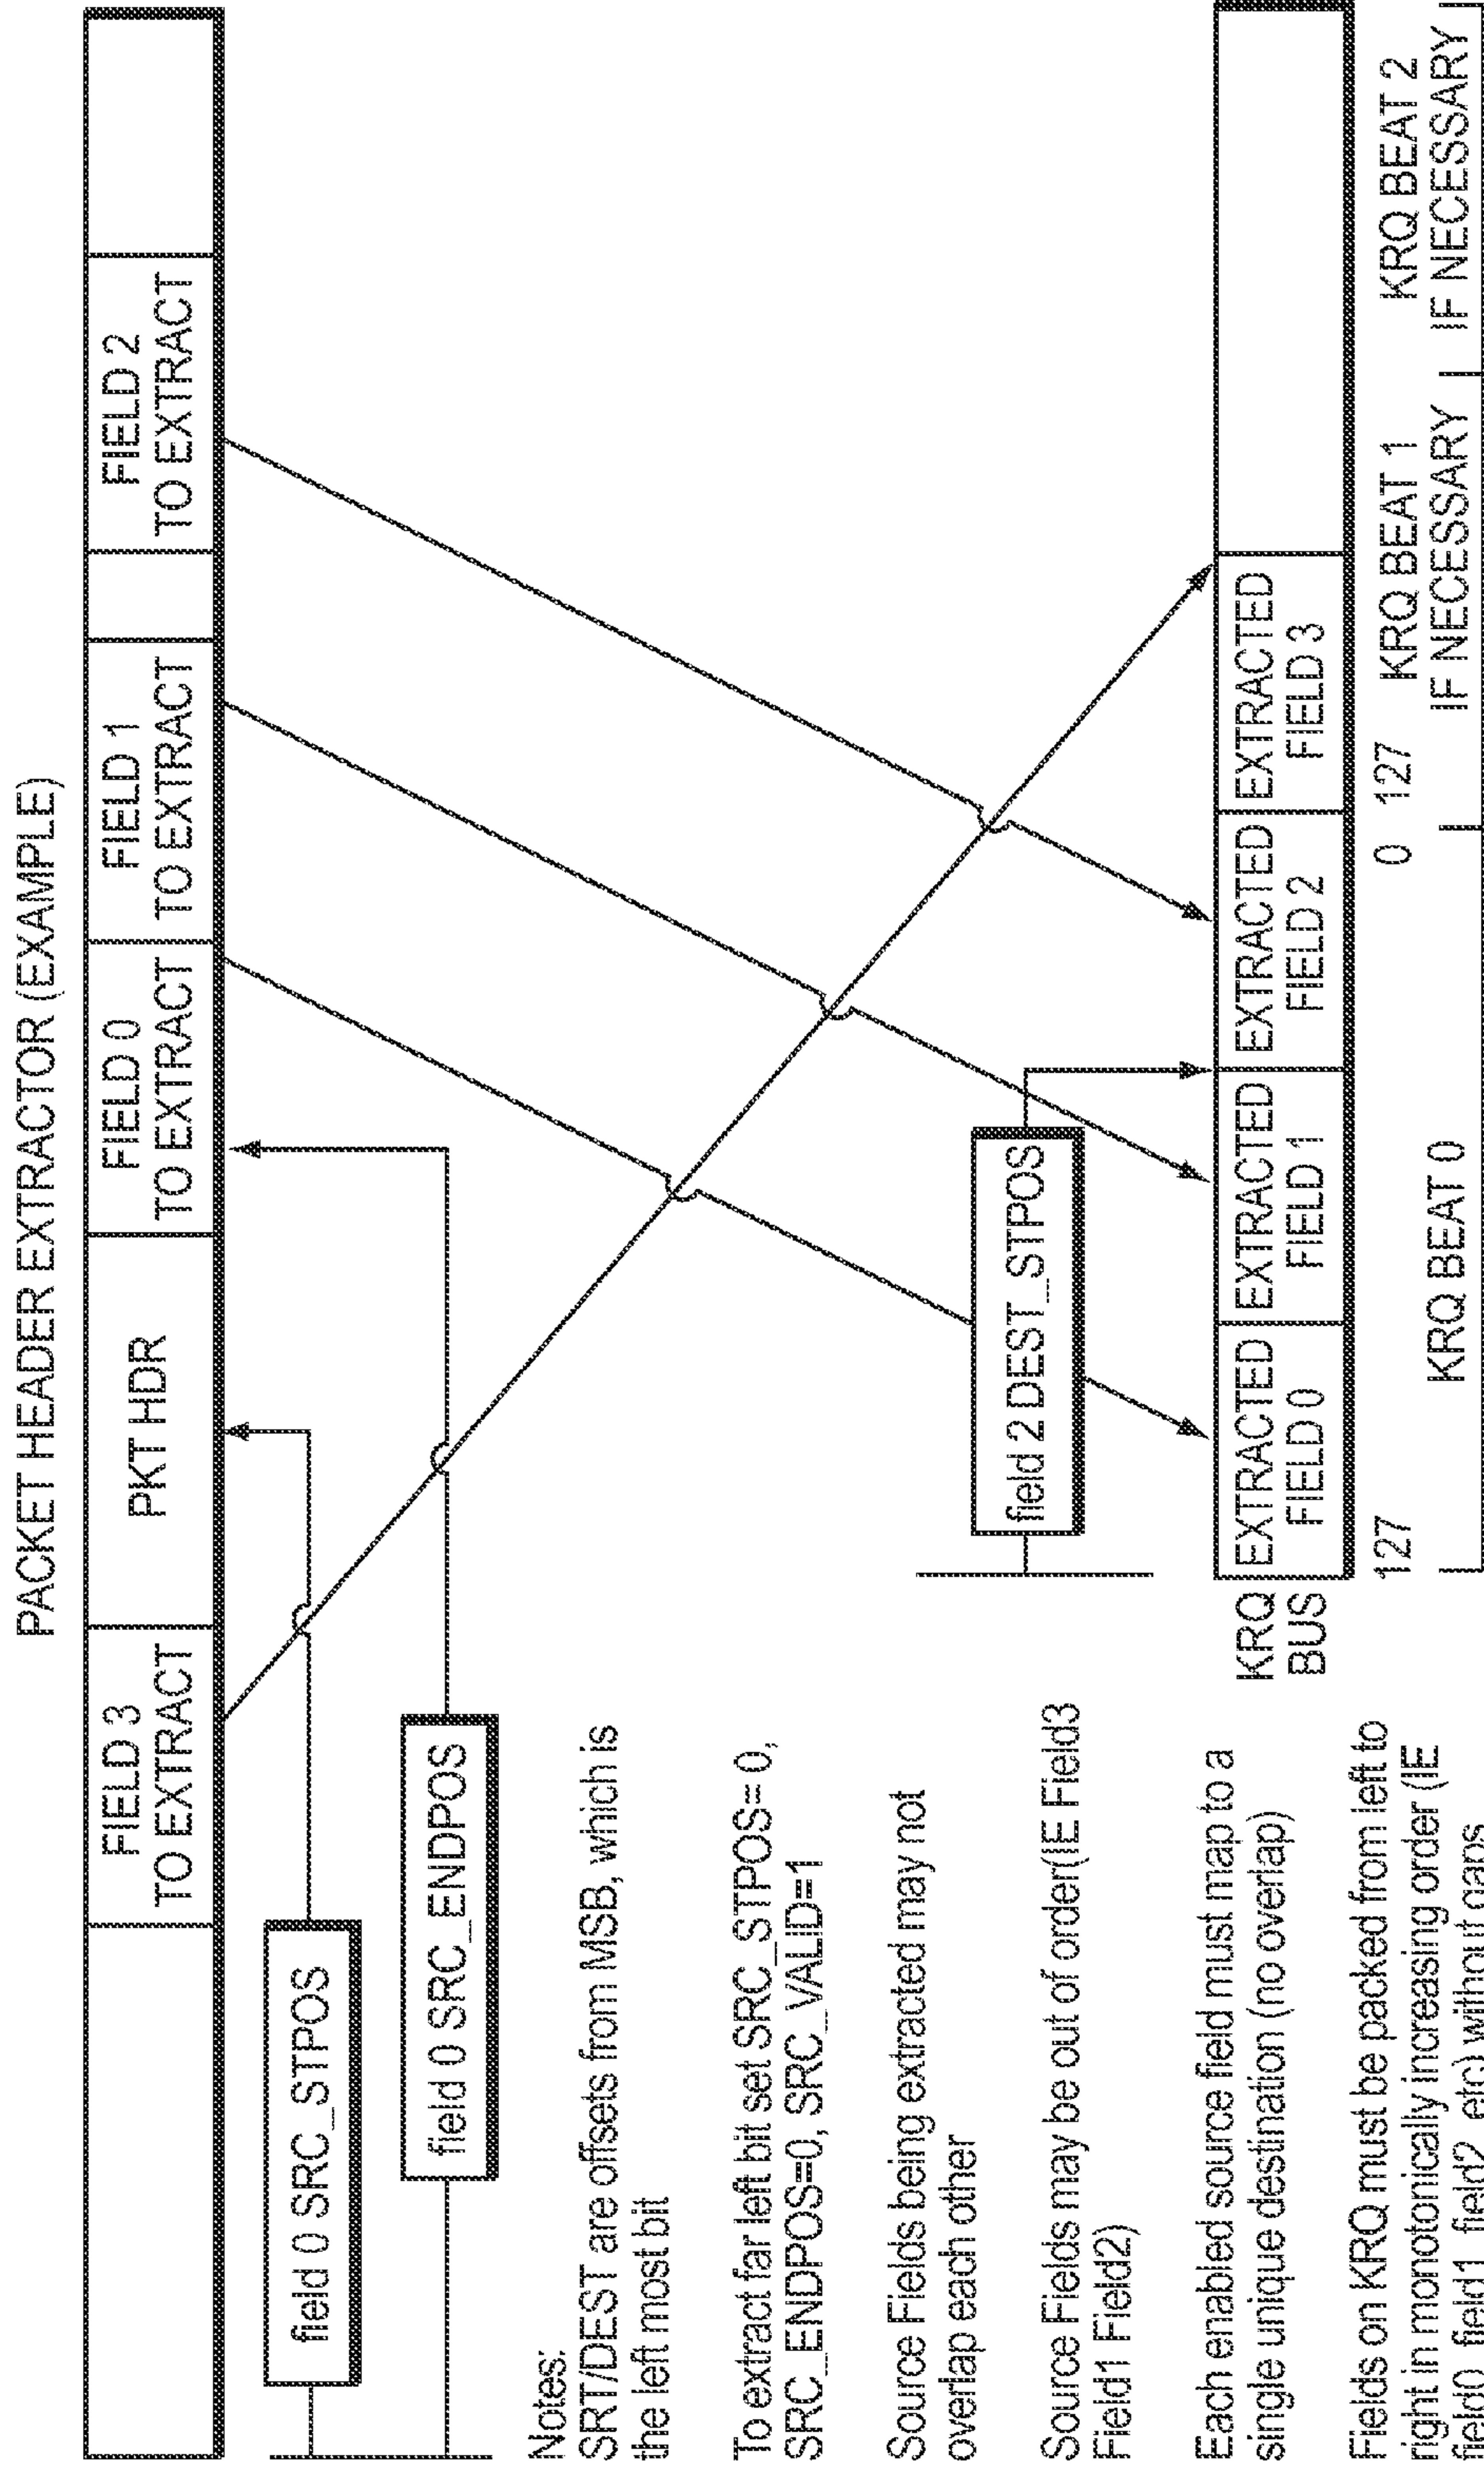 PACKET HEADER EXTRACTOR (EXAMPLE)
FIELD 3
TO EXTRACT
PKT HDR
FIELD 0
TO EXTRACT
FIELD 1
TO EXTRACT
FIELD 2
TO EXTRACT
field 0 SRC_STPOS
field 0 SRC_ENDPOS
Notes:
SRT/DEST are offsets from MSB, which is
the left most bit
To extract far left bit set SRC_STPOS= 0,
SRC_ENDPOS=0, SRC_VALID=1
Source Fields being extracted may not
overlap each other
Source Fields may be out of order(IE Field3
Field1 Field2)
Each enabled source field must map to a
single unique destination (no overlap)
Fields on KRQ must be packed from left to
right in monotonically increasing order (IE
field0, field1, field2... etc) without gaps
field 2 DEST_STPOS
KRQ
BUS
EXTRACTED
FIELD 0
EXTRACTED
FIELD 1
EXTRACTED
FIELD 2
EXTRACTED
FIELD 3
127
0
127
KRQ BEAT 0
KRQ BEAT 1
IF NECESSARY
KRQ BEAT 2
IF NECESSARY